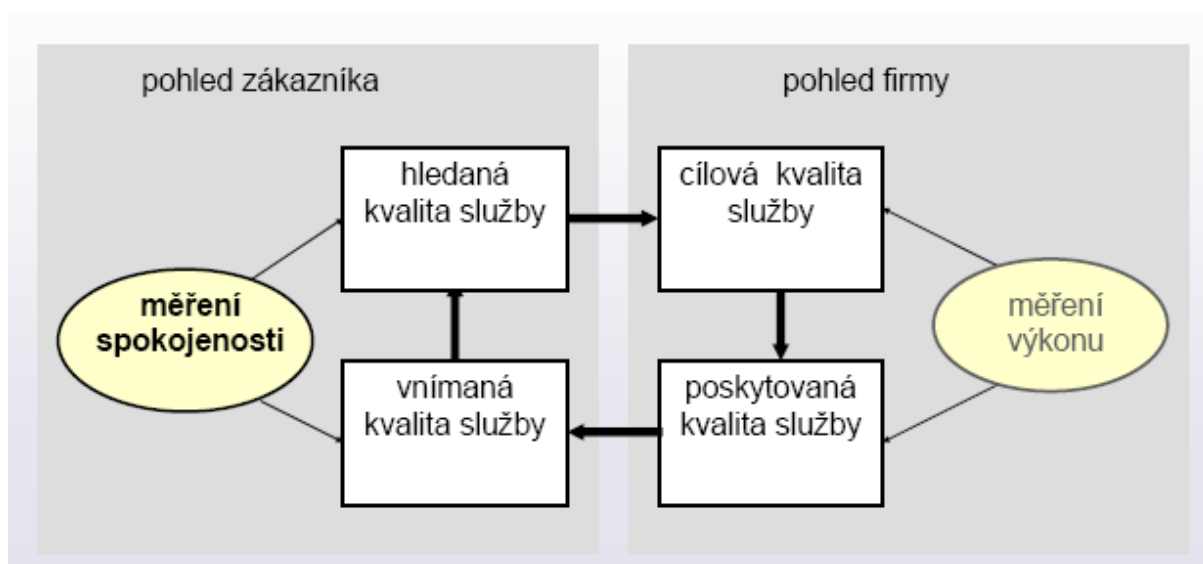 pohled zákazníka
pohled firmy
hledaná
kvalita služby
cílová kvalita
služby
měření
spokojenosti
měření
výkonu
vnímaná
kvalita služby
poskytovaná
kvalita služby